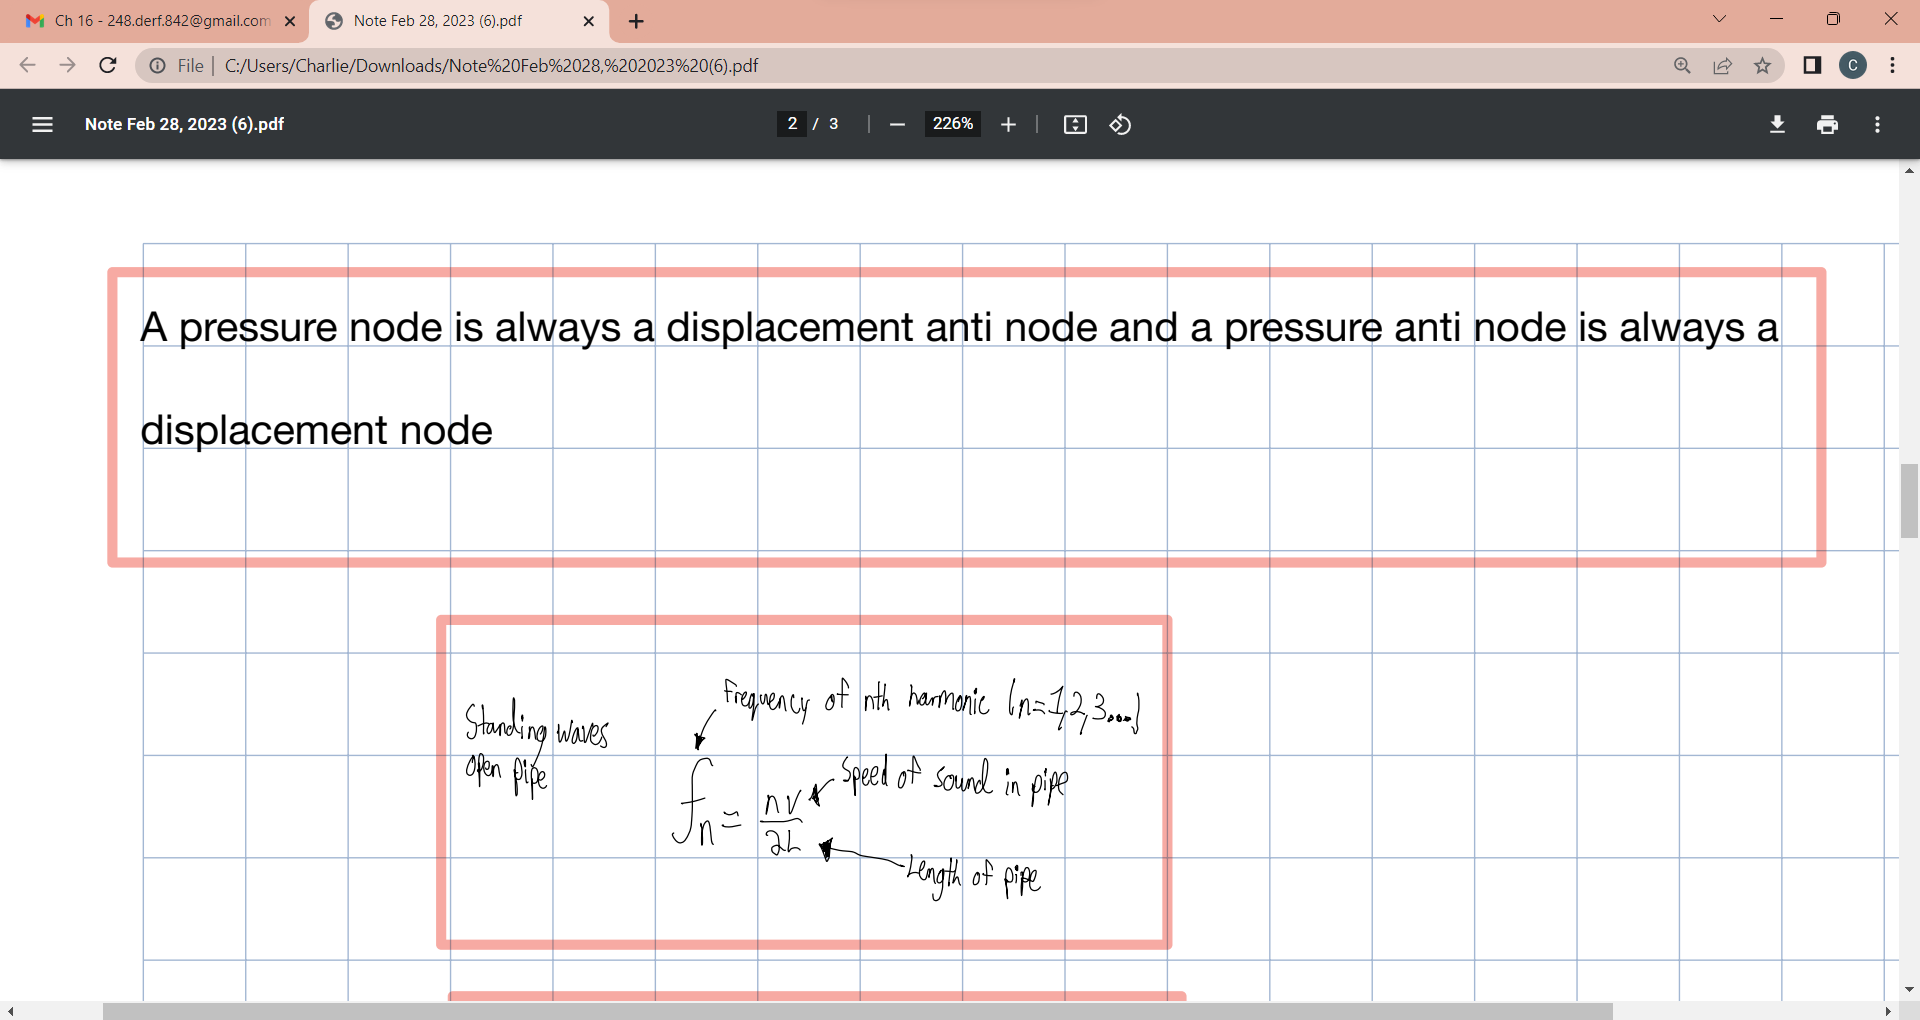 Ch 16 - 248.derf.842@gmail.com
Note Feb 28, 2023 (6).pdf
File | C:/Users/Charlie/Downloads/Note%20Feb%2028,%202023%20(6).pdf
C
Note Feb 28, 2023 (6).pdf
2 / 3
226%
A pressure node is always a displacement anti node and a pressure anti node is always a
displacement node
Frequency of nth harmonic (n=1,2,3....)
Standing waves
open pipe
Speed of sound in pipe
fn = nv/2L
Length of pipe